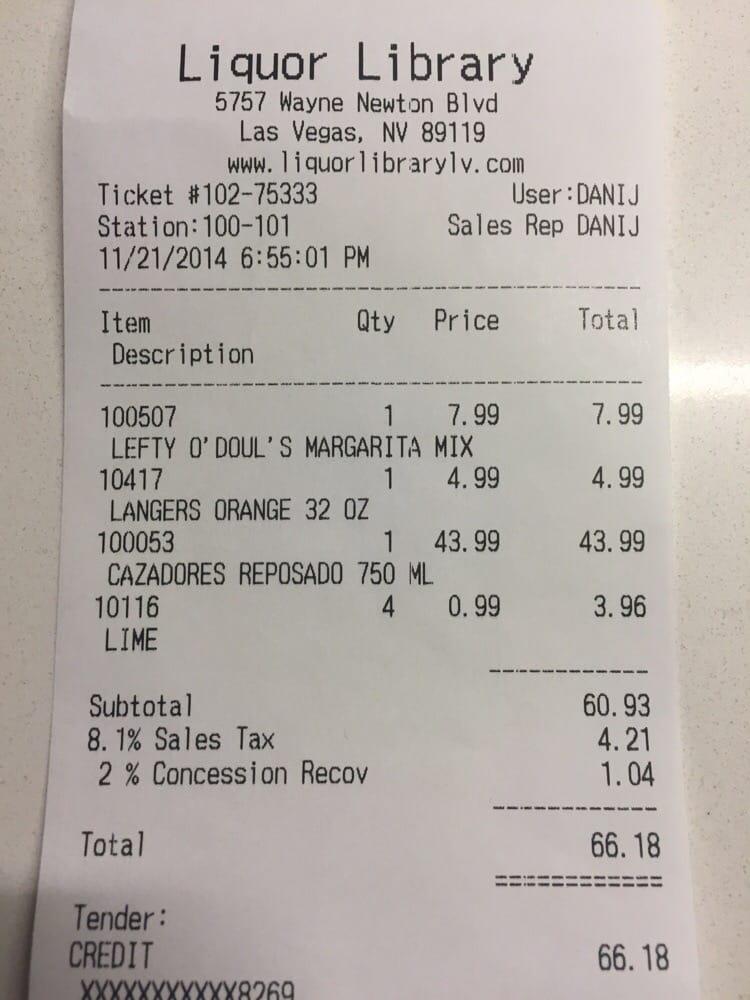 Liquor Library
5757 Wayne Newton Blvd
Las Vegas, NV 89119
www.liquorlibrarylv.com
Ticket #102-75333 User:DANIJ
Station:100-101 Sales Rep DANIJ
11/21/2014 6:55:01 PM
Item Qty Price Total
Description
100507 1 7.99 7.99
LEFTY O'DOUL'S MARGARITA MIX
10417 1 4.99 4.99
LANGERS ORANGE 32 OZ
100053 1 43.99 43.99
CAZADORES REPOSADO 750 ML
10116 4 0.99 3.96
LIME
Subtotal 60.93
8.1% Sales Tax 4.21
2 % Concession Recov 1.04
Total 66.18
Tender:
CREDIT 66.18
XXXXXXXXXXXX8269